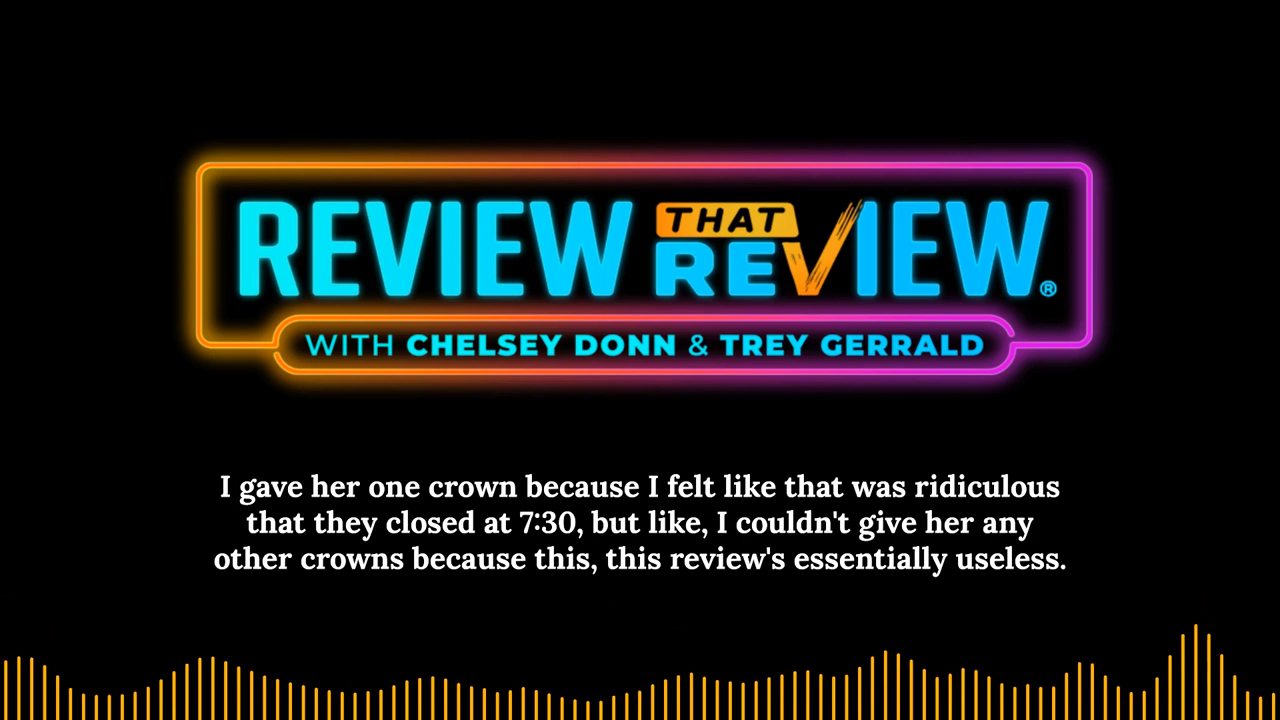 REVIEW THAT REVIEW®
WITH CHELSEY DONN & TREY GERRALD
I gave her one crown because I felt like that was ridiculous
that they closed at 7:30, but like, I couldn't give her any
other crowns because this, this review's essentially useless.